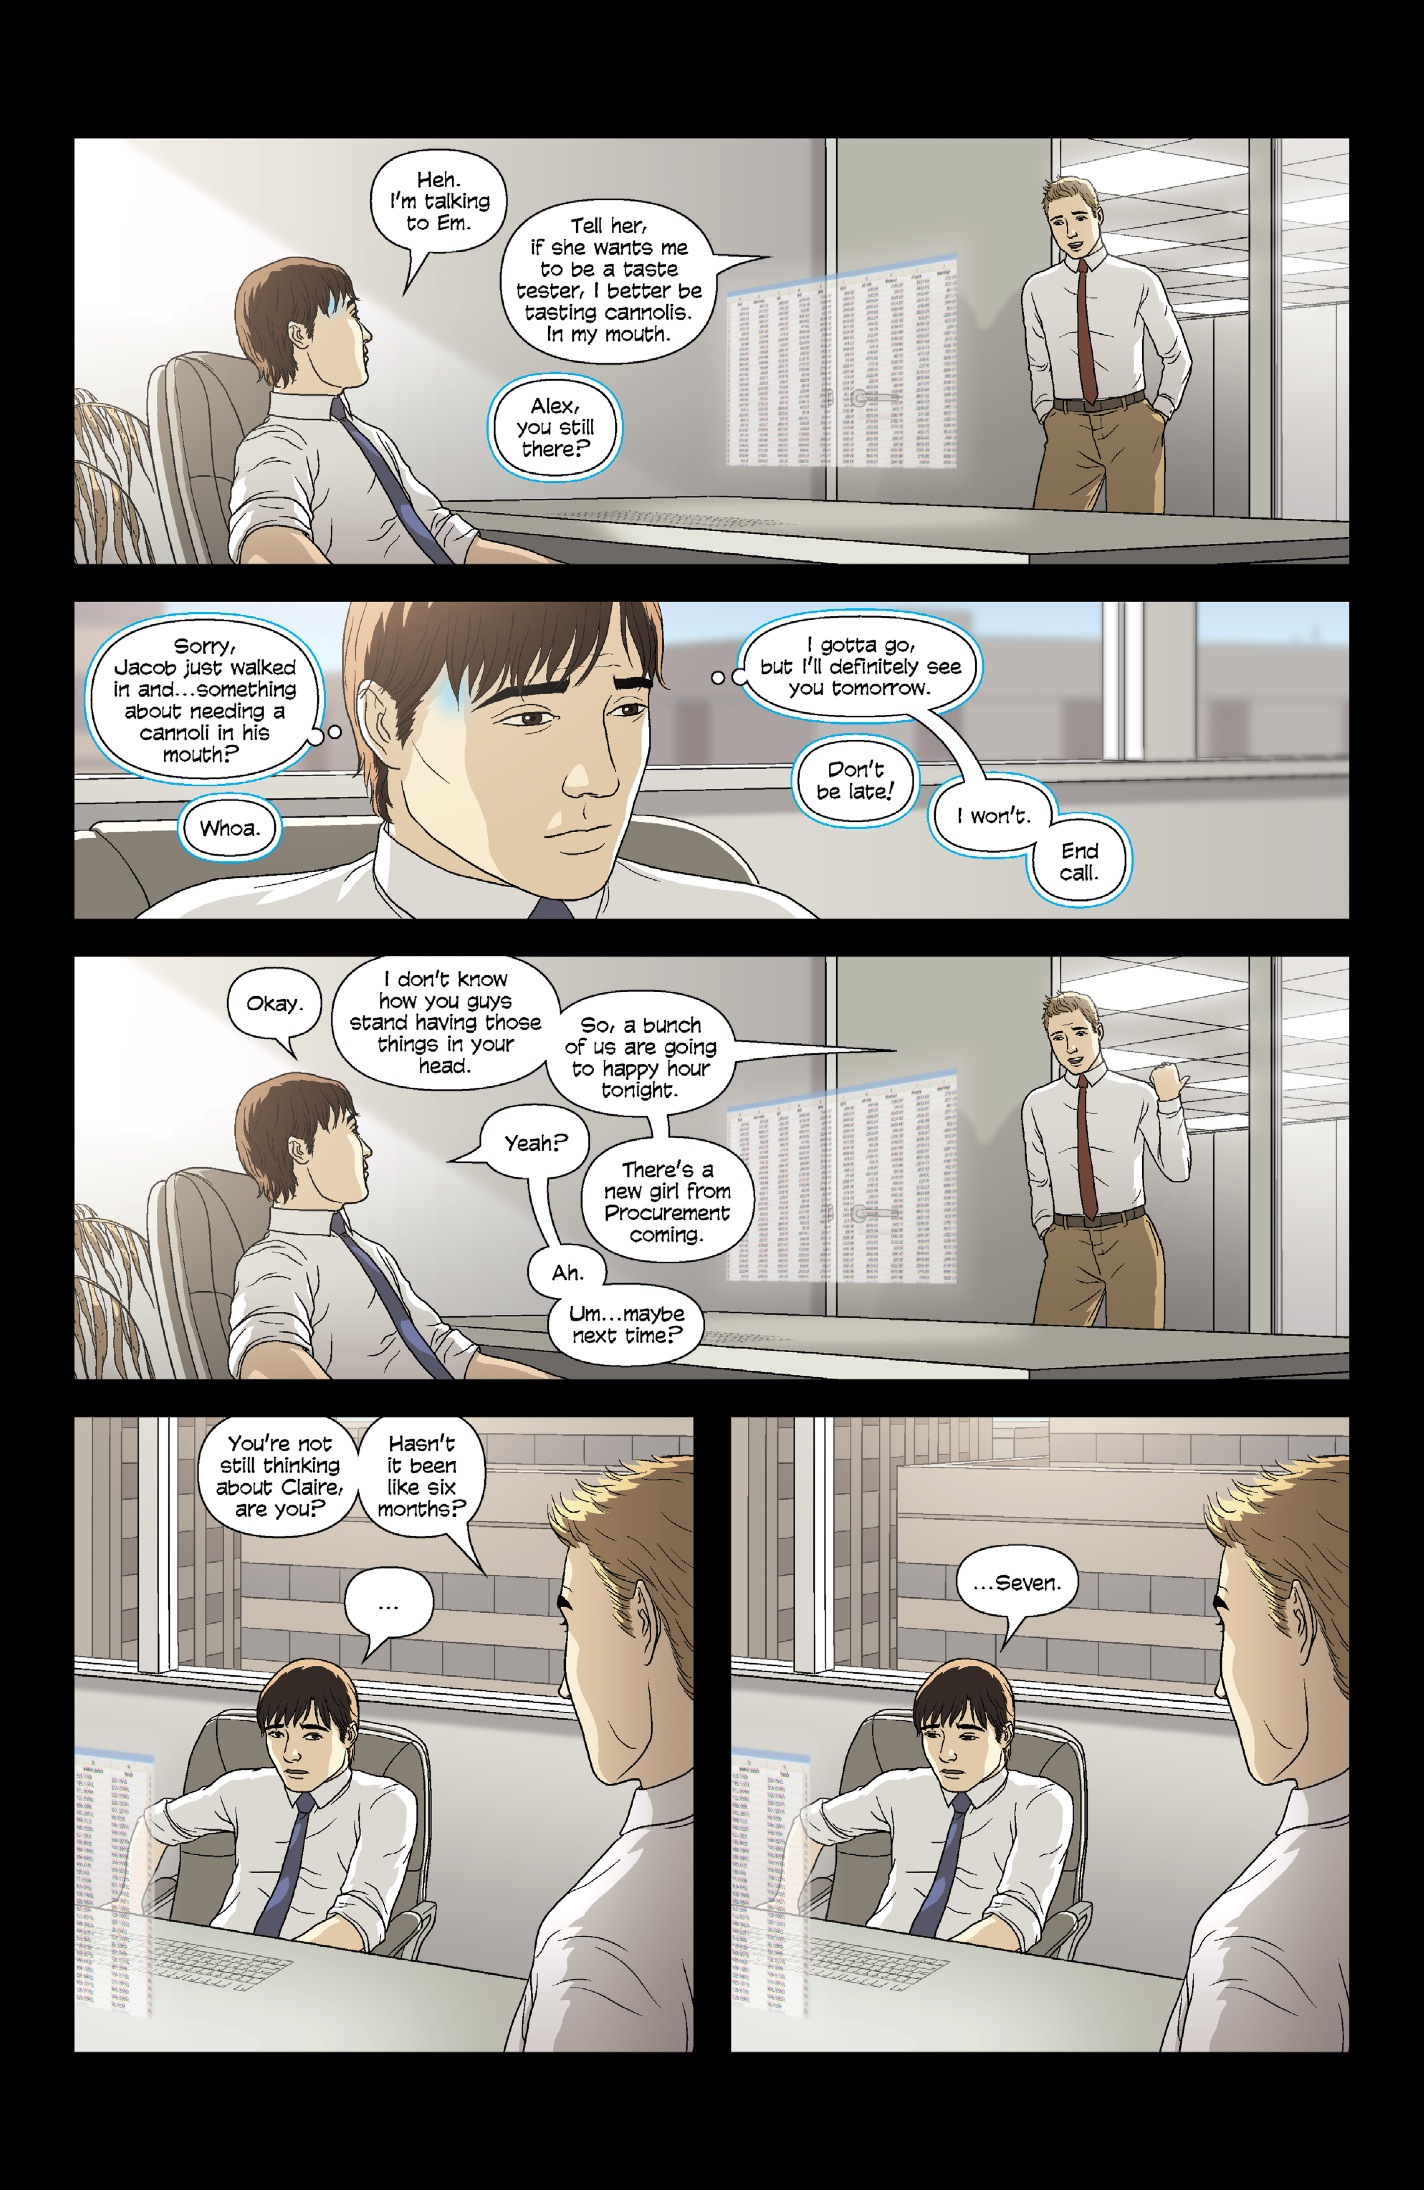 Heh.
I'm talking
to Em.
Tell her,
if she wants me
to be a taste
tester, I better be
tasting cannolis.
In my mouth.
Alex,
you still
there?
Sorry,
Jacob just walked
in and...something
about needing a
cannoli in his
mouth?
Whoa.
I gotta go,
but I'll definitely see
you tomorrow.
Don't
be late!
I won't.
End
call.
Okay.
I don't know
how you guys
stand having those
things in your
head.
So, a bunch
of us are going
to happy hour
tonight.
Yeah?
There's a
new girl from
Procurement
coming.
Ah.
Um...maybe
next time?
You're not
still thinking
about Claire,
are you?
Hasn't
it been
like six
months?
...
...Seven.